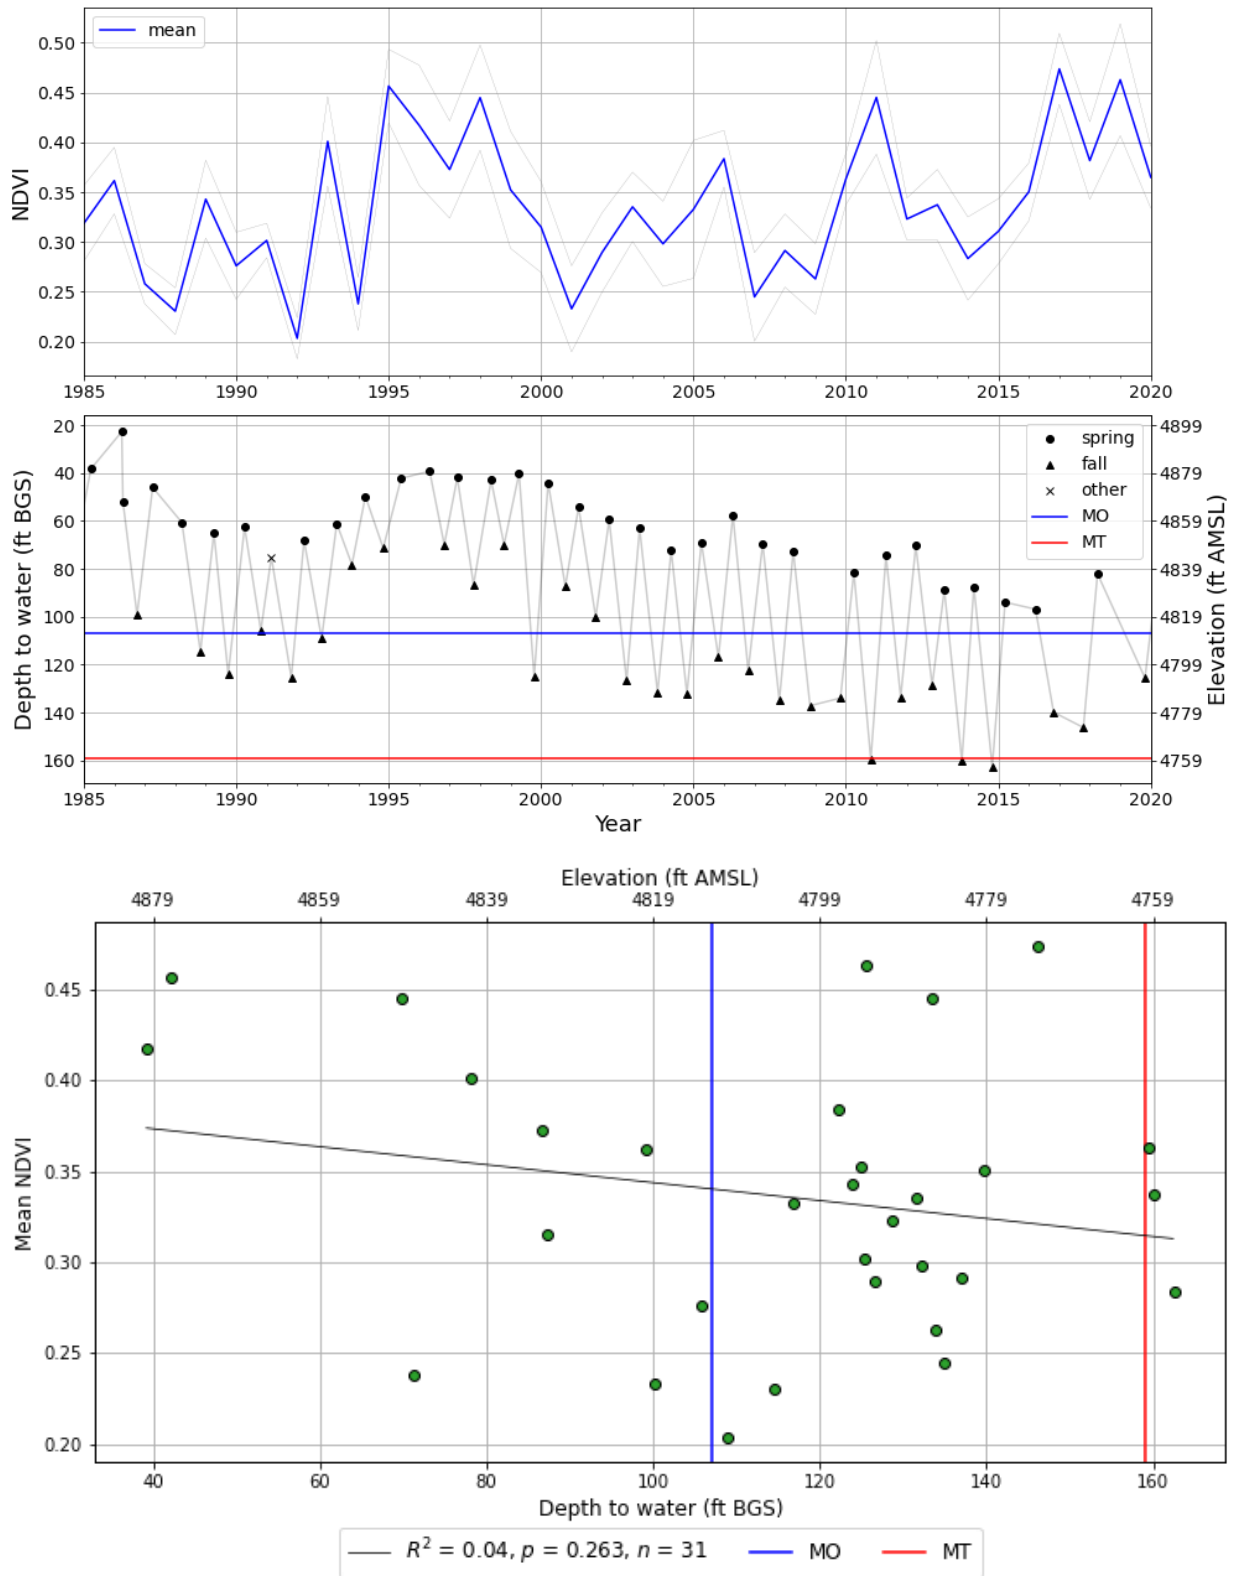 mean
NDVI
0.50
0.45
0.40
0.35
0.30
0.25
0.20
1985 1990 1995 2000 2005 2010 2015 2020
Depth to water (ft BGS)
20
40
60
80
100
120
140
160
spring
fall
other
MO
MT
4899
4879
4859
4839
4819
4799
4779
4759
Elevation (ft AMSL)
1985 1990 1995 2000 2005 2010 2015 2020
Year
Elevation (ft AMSL)
4879 4859 4839 4819 4799 4779 4759
Mean NDVI
0.45
0.40
0.35
0.30
0.25
0.20
40 60 80 100 120 140 160
Depth to water (ft BGS)
R² = 0.04, p = 0.263, n = 31 MO MT